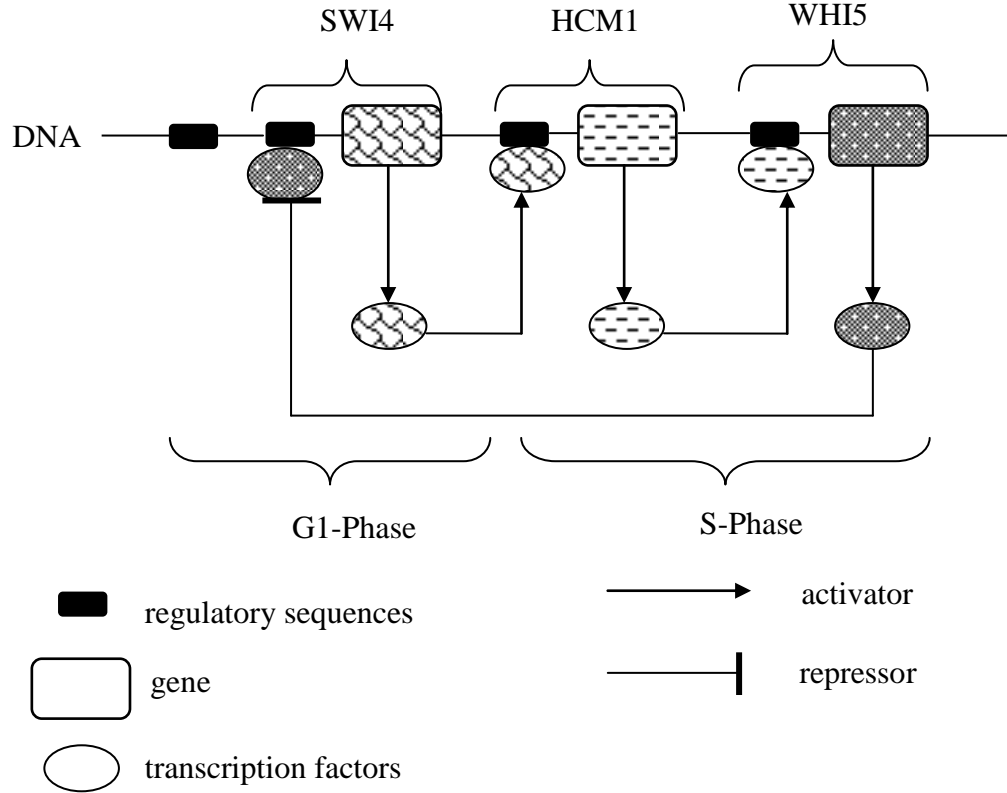 SWI4
HCM1
WHI5
DNA
G1-Phase
S-Phase
regulatory sequences
activator
gene
repressor
transcription factors